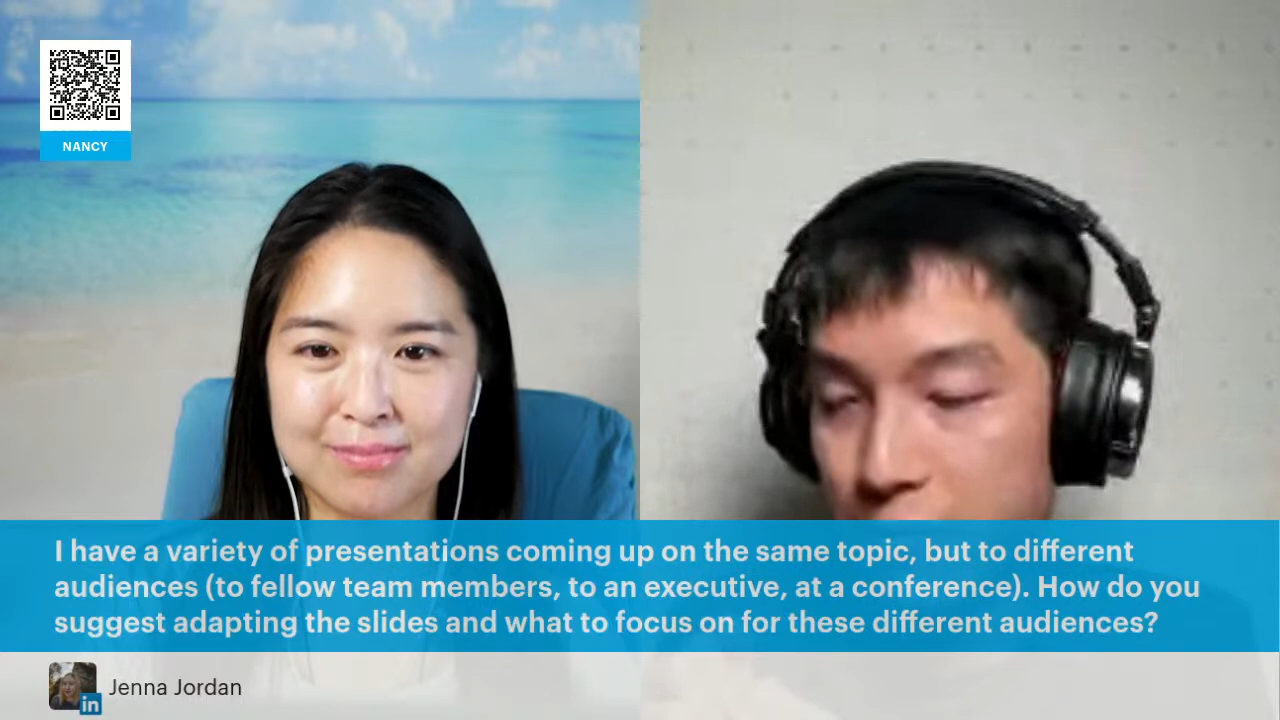 NANCY
I have a variety of presentations coming up on the same topic, but to different
audiences (to fellow team members, to an executive, at a conference). How do you
suggest adapting the slides and what to focus on for these different audiences?
in
Jenna Jordan